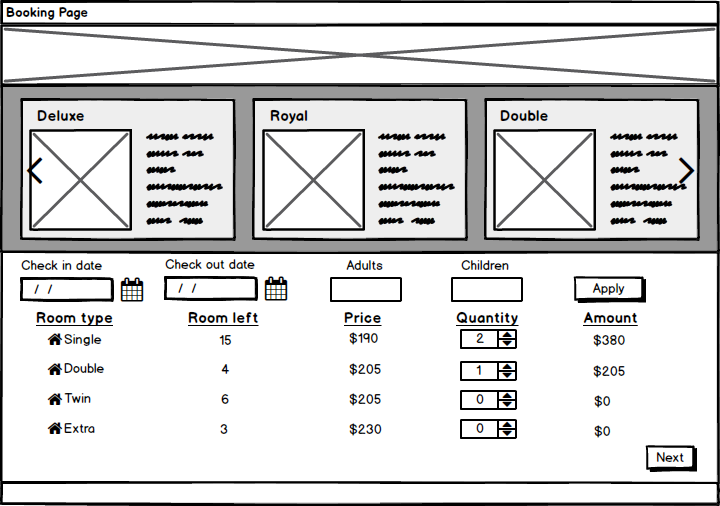 Booking Page
Deluxe
Royal
Double
Check in date
Check out date
Adults
Children
/ /
/ /
Apply
Room type Room left Price Quantity Amount
Single 15 $190 2 $380
Double 4 $205 1 $205
Twin 6 $205 0 $0
Extra 3 $230 0 $0
Next